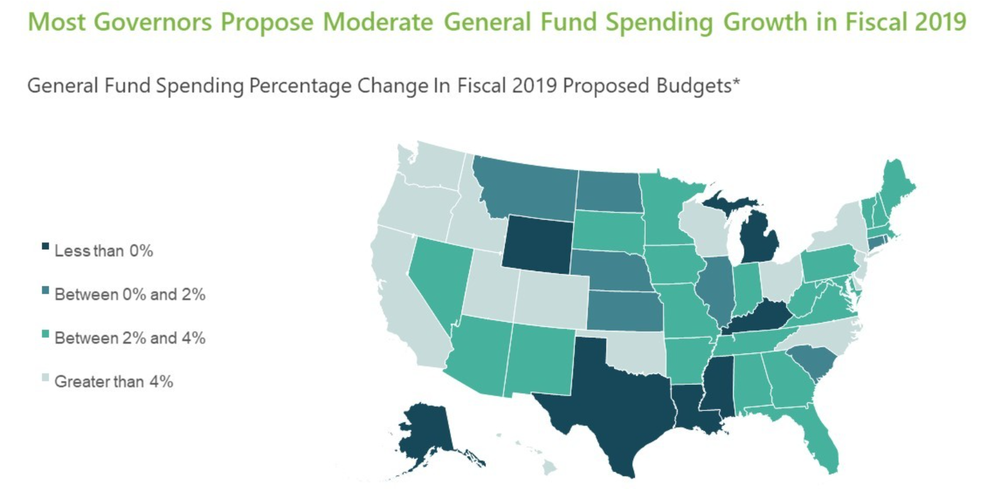 Most Governors Propose Moderate General Fund Spending Growth in Fiscal 2019
General Fund Spending Percentage Change In Fiscal 2019 Proposed Budgets*
Less than 0%
Between 0% and 2%
Between 2% and 4%
Greater than 4%